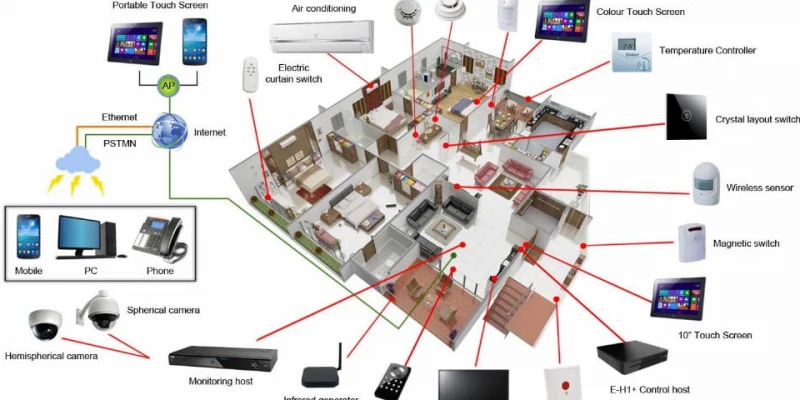 Portable Touch Screen
Air conditioning
Colour Touch Screen
Electric
curtain switch
Temperature Controller
AP
Ethernet
Internet
PSTMN
Crystal layout switch
Wireless sensor
Mobile
PC
Phone
Magnetic switch
Spherical camera
10" Touch Screen
Hemispherical camera
Monitoring host
E-H1+ Control host
Infrared generator